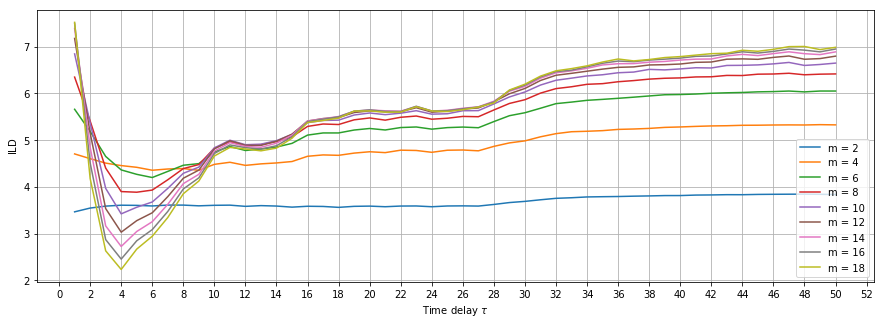 ILD
7
6
5
4
3
2
0 2 4 6 8 10 12 14 16 18 20 22 24 26 28 30 32 34 36 38 40 42 44 46 48 50 52
Time delay τ
m = 2
m = 4
m = 6
m = 8
m = 10
m = 12
m = 14
m = 16
m = 18